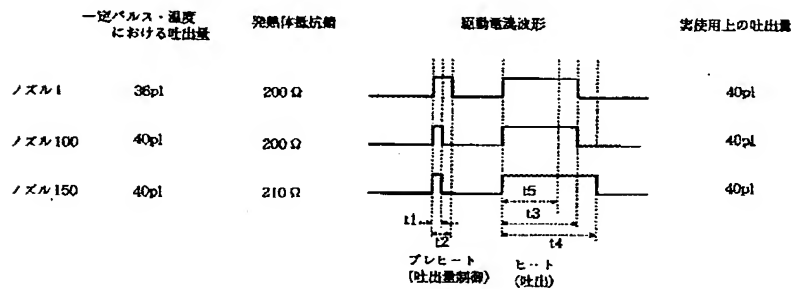 一定パルス・温度
における吐出量
発熱体抵抗値
駆動電流波形
実使用上の吐出量
ノズル1 36pl 200Ω 40pl
ノズル100 40pl 200Ω 40pl
ノズル150 40pl 210Ω 40pl
t5
t1
t3
t2
t4
プレヒート
(吐出量制御)
ヒート
(吐出)